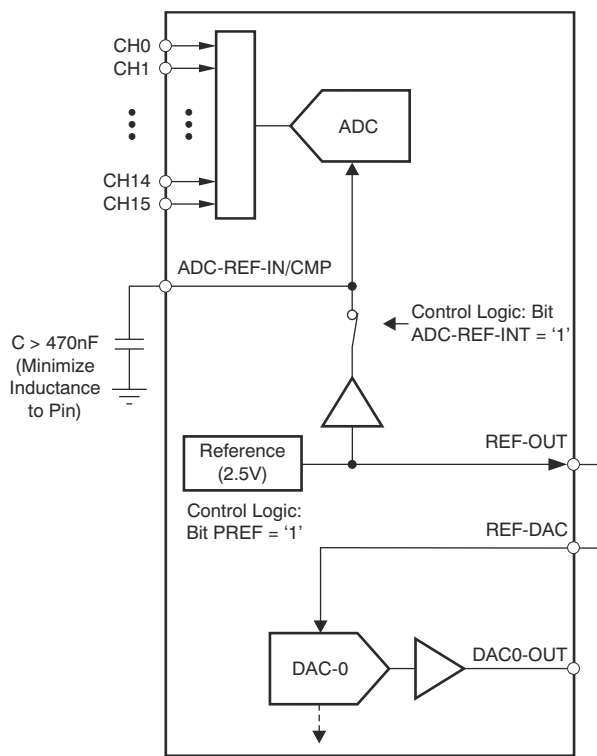 CH0
CH1
ADC
CH14
CH15
ADC-REF-IN/CMP
Control Logic: Bit
ADC-REF-INT = ‘1’
C > 470nF
(Minimize
Inductance
to Pin)
Reference
(2.5V)
REF-OUT
Control Logic:
Bit PREF = ‘1’
REF-DAC
DAC-0
DAC0-OUT